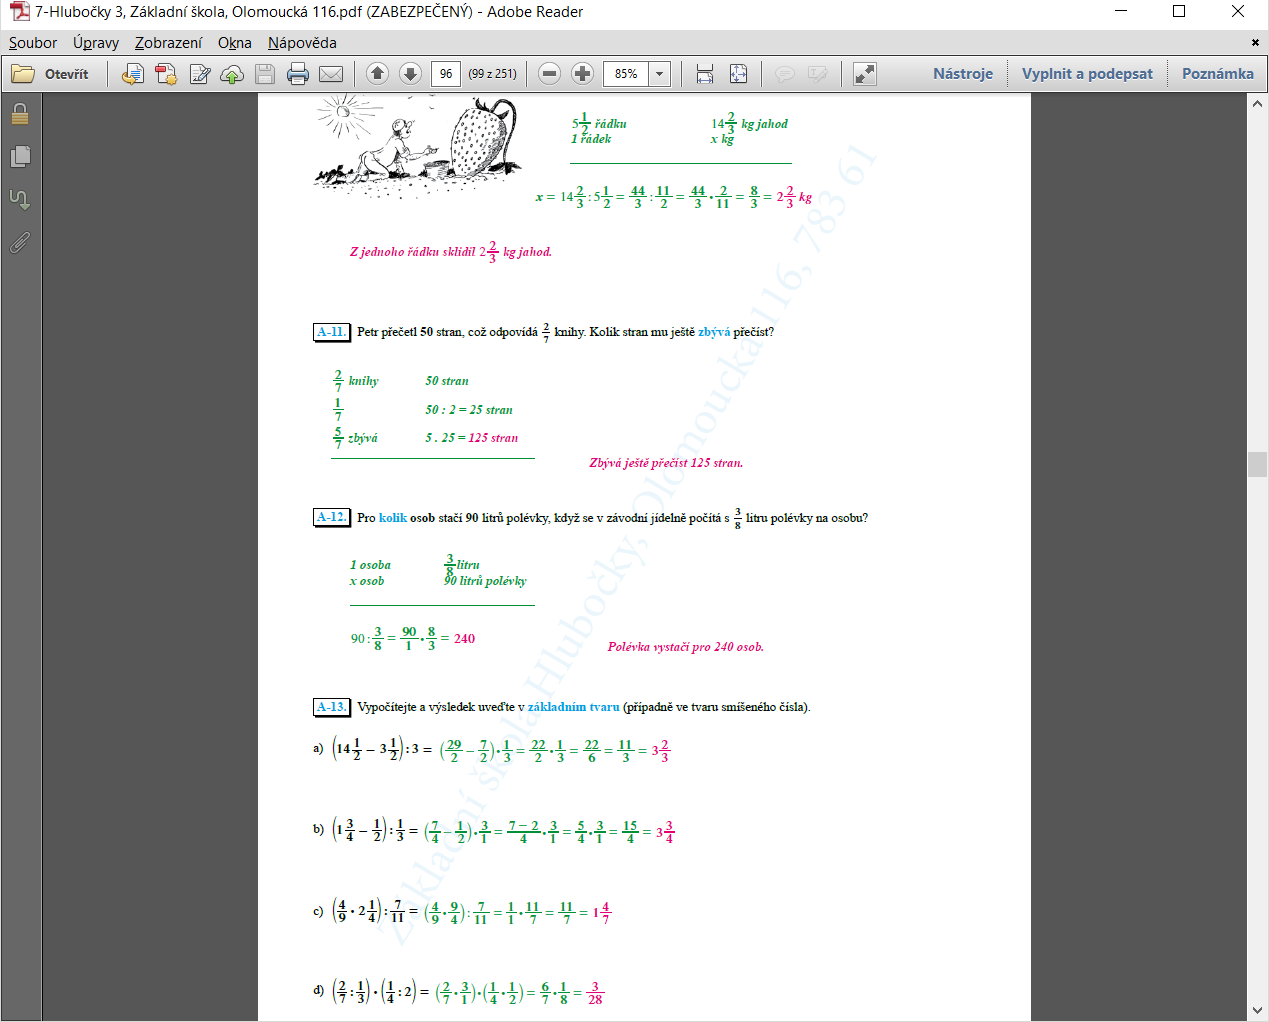 7-Hlubočky 3, Základní škola, Olomoucká 116.pdf (ZABEZPEČENÝ) - Adobe Reader
Soubor Úpravy Zobrazení Okna Nápověda
Otevřít 96 (99 z 251) 85% Nástroje Vyplnit a podepsat Poznámka
5 1/2 řádku 14 2/3 kg jahod
1 řádek x kg
x = 14 2/3 : 5 1/2 = 44/3 : 11/2 = 44/3 • 2/11 = 8/3 = 2 2/3 kg
Z jednoho řádku sklidil 2 2/3 kg jahod.
A-11. Petr přečetl 50 stran, což odpovídá 2/7 knihy. Kolik stran mu ještě zbývá přečíst?
2/7 knihy 50 stran
1/7 50 : 2 = 25 stran
5/7 zbývá 5 . 25 = 125 stran
Zbývá ještě přečíst 125 stran.
A-12. Pro kolik osob stačí 90 litrů polévky, když se v závodní jídelně počítá s 3/8 litru polévky na osobu?
1 osoba 3/8 litru
x osob 90 litrů polévky
90 : 3/8 = 90/1 • 8/3 = 240
Polévka vystačí pro 240 osob.
A-13. Vypočítejte a výsledek uveďte v základním tvaru (případně ve tvaru smíšeného čísla).
a) (14 1/2 – 3 1/2) : 3 = (29/2 – 7/2) • 1/3 = 22/2 • 1/3 = 22/6 = 11/3 = 3 2/3
b) (1 3/4 – 1/2) : 1/3 = (7/4 – 1/2) • 3/1 = 7 – 2/4 • 3/1 = 5/4 • 3/1 = 15/4 = 3 3/4
c) (4/9 • 2 1/4) : 7/11 = (4/9 • 9/4) : 7/11 = 1/1 • 11/7 = 11/7 = 1 4/7
d) (2/7 : 1/3) • (1/4 : 2) = (2/7 • 3/1) • (1/4 • 1/2) = 6/7 • 1/8 = 3/28
Základní škola Hlubočky, Olomoucká 116, 783 61